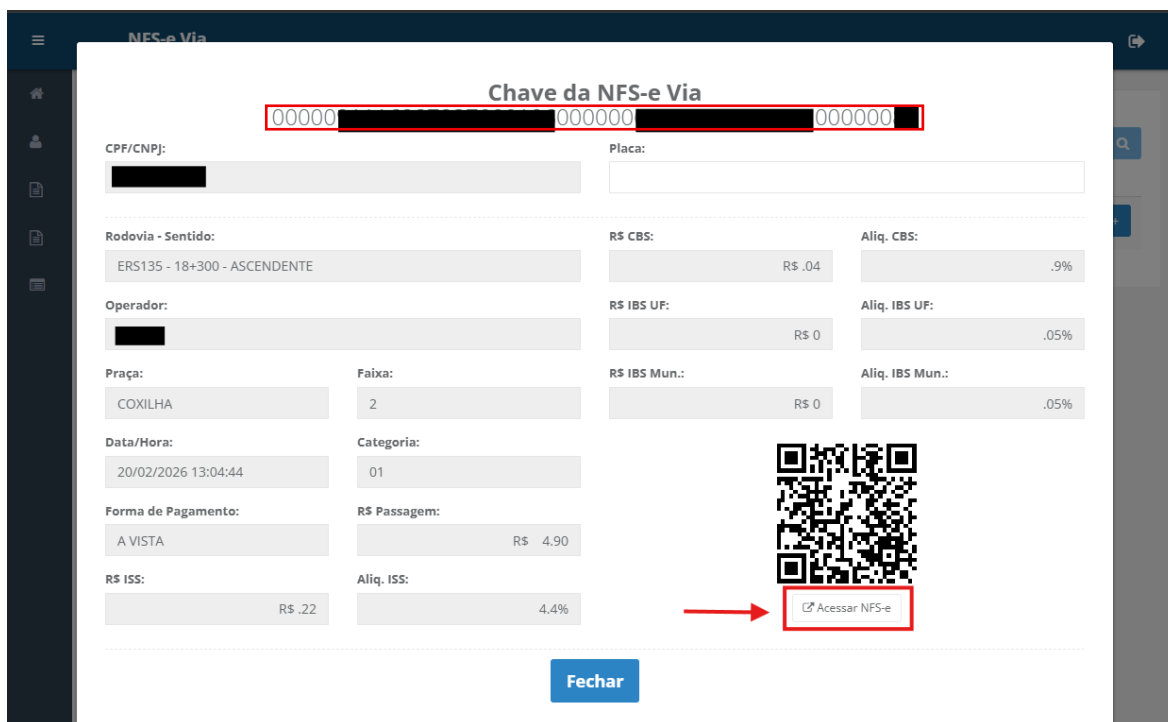 NFS-e Via
Chave da NFS-e Via
00000 000000 000000
CPF/CNPJ: Placa:
Rodovia - Sentido: R$ CBS: Aliq. CBS:
ERS135 - 18+300 - ASCENDENTE R$ .04 .9%
Operador: R$ IBS UF: Aliq. IBS UF:
R$ 0 .05%
Praça: Faixa: R$ IBS Mun.: Aliq. IBS Mun.:
COXILHA 2 R$ 0 .05%
Data/Hora: Categoria:
20/02/2026 13:04:44 01
Forma de Pagamento: R$ Passagem:
A VISTA R$ 4.90
R$ ISS: Aliq. ISS:
R$ .22 4.4%
Acessar NFS-e
Fechar